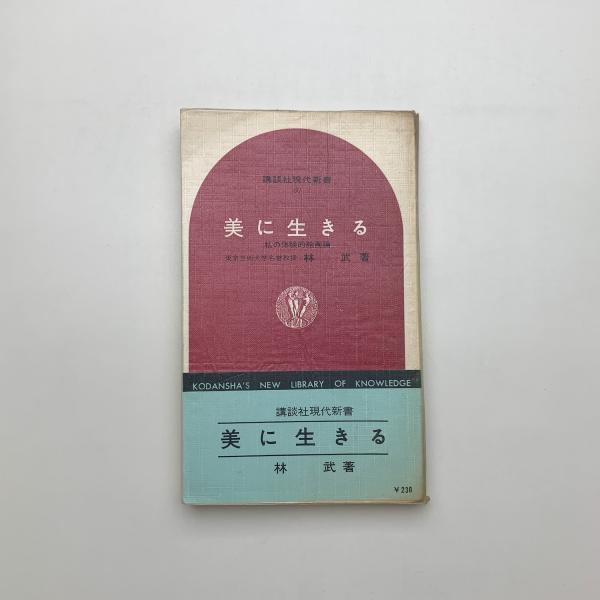 講談社現代新書
美に生きる
私の体験的絵画論
東京芸術大学名誉教授 林 武 著
KODANSHA'S NEW LIBRARY OF KNOWLEDGE
講談社現代新書
美に生きる
林 武 著
¥230